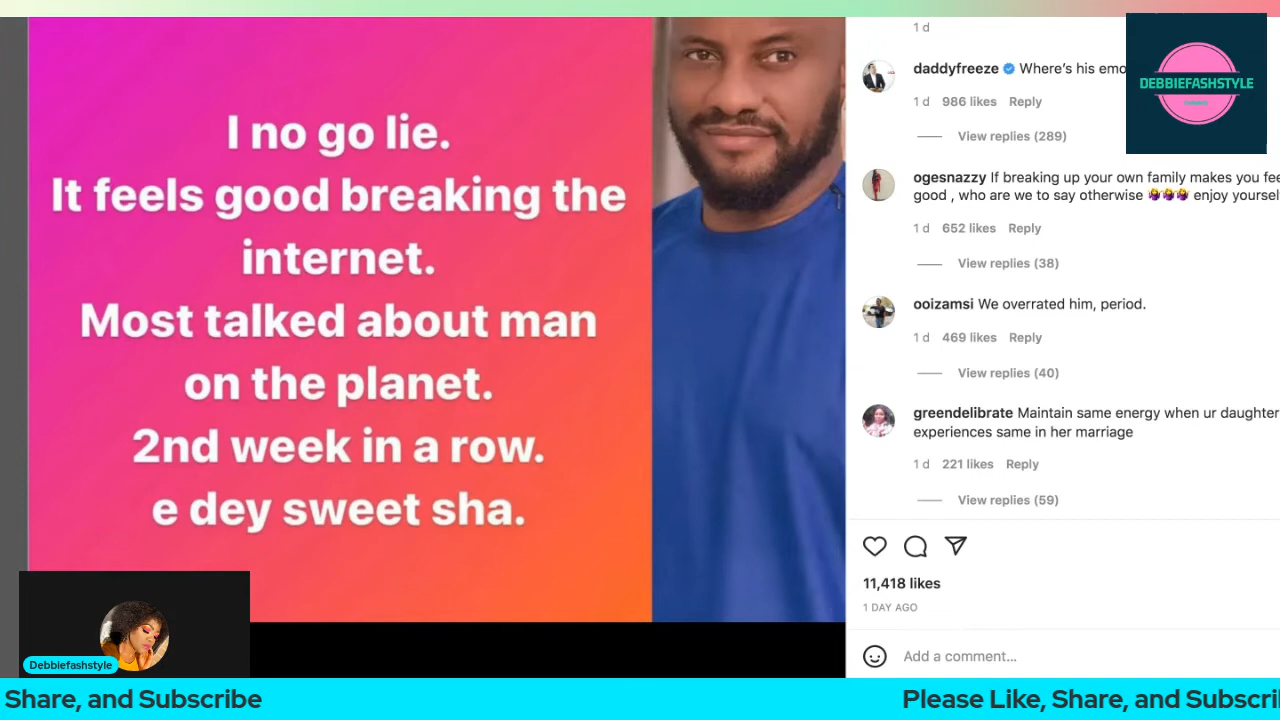 I no go lie.
It feels good breaking the
internet.
Most talked about man
on the planet.
2nd week in a row.
e dey sweet sha.
1 d
daddyfreeze Where's his emo
1 d 986 likes Reply
View replies (289)
ogesnazzy If breaking up your own family makes you fee
good , who are we to say otherwise 🤷‍♀️🤷‍♀️🤷‍♀️ enjoy yoursel
1 d 652 likes Reply
View replies (38)
ooizamsi We overrated him, period.
1 d 469 likes Reply
View replies (40)
greendelibrate Maintain same energy when ur daughter
experiences same in her marriage
1 d 221 likes Reply
View replies (59)
11,418 likes
1 DAY AGO
Add a comment...
DEBBIEFASHSTYLE
Debbiefashstyle
Share, and Subscribe
Please Like, Share, and Subscri